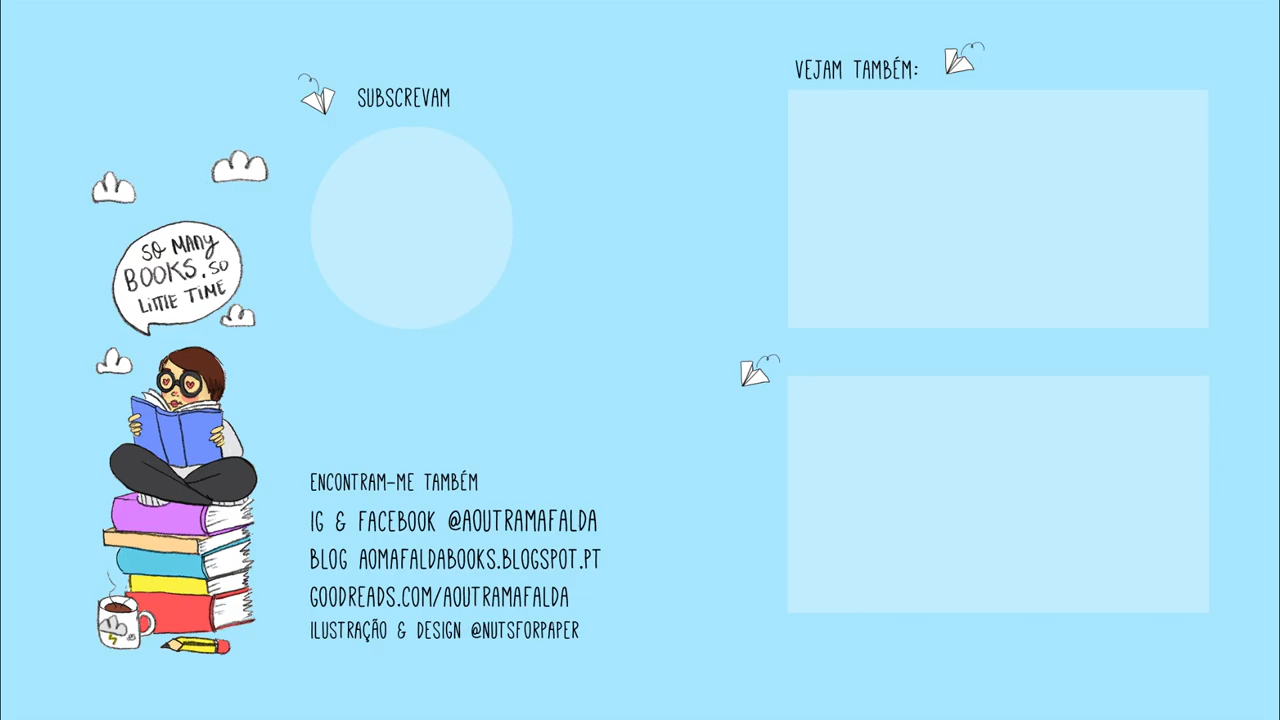 SUBSCREVAM
VEJAM TAMBÉM:
SO MANY
BOOKS, SO
LITTLE TIME
ENCONTRAM-ME TAMBÉM
IG & FACEBOOK @AOUTRAMAFALDA
BLOG AOMAFALDABOOKS.BLOGSPOT.PT
GOODREADS.COM/AOUTRAMAFALDA
ILUSTRAÇÃO & DESIGN @NUTSFORPAPER